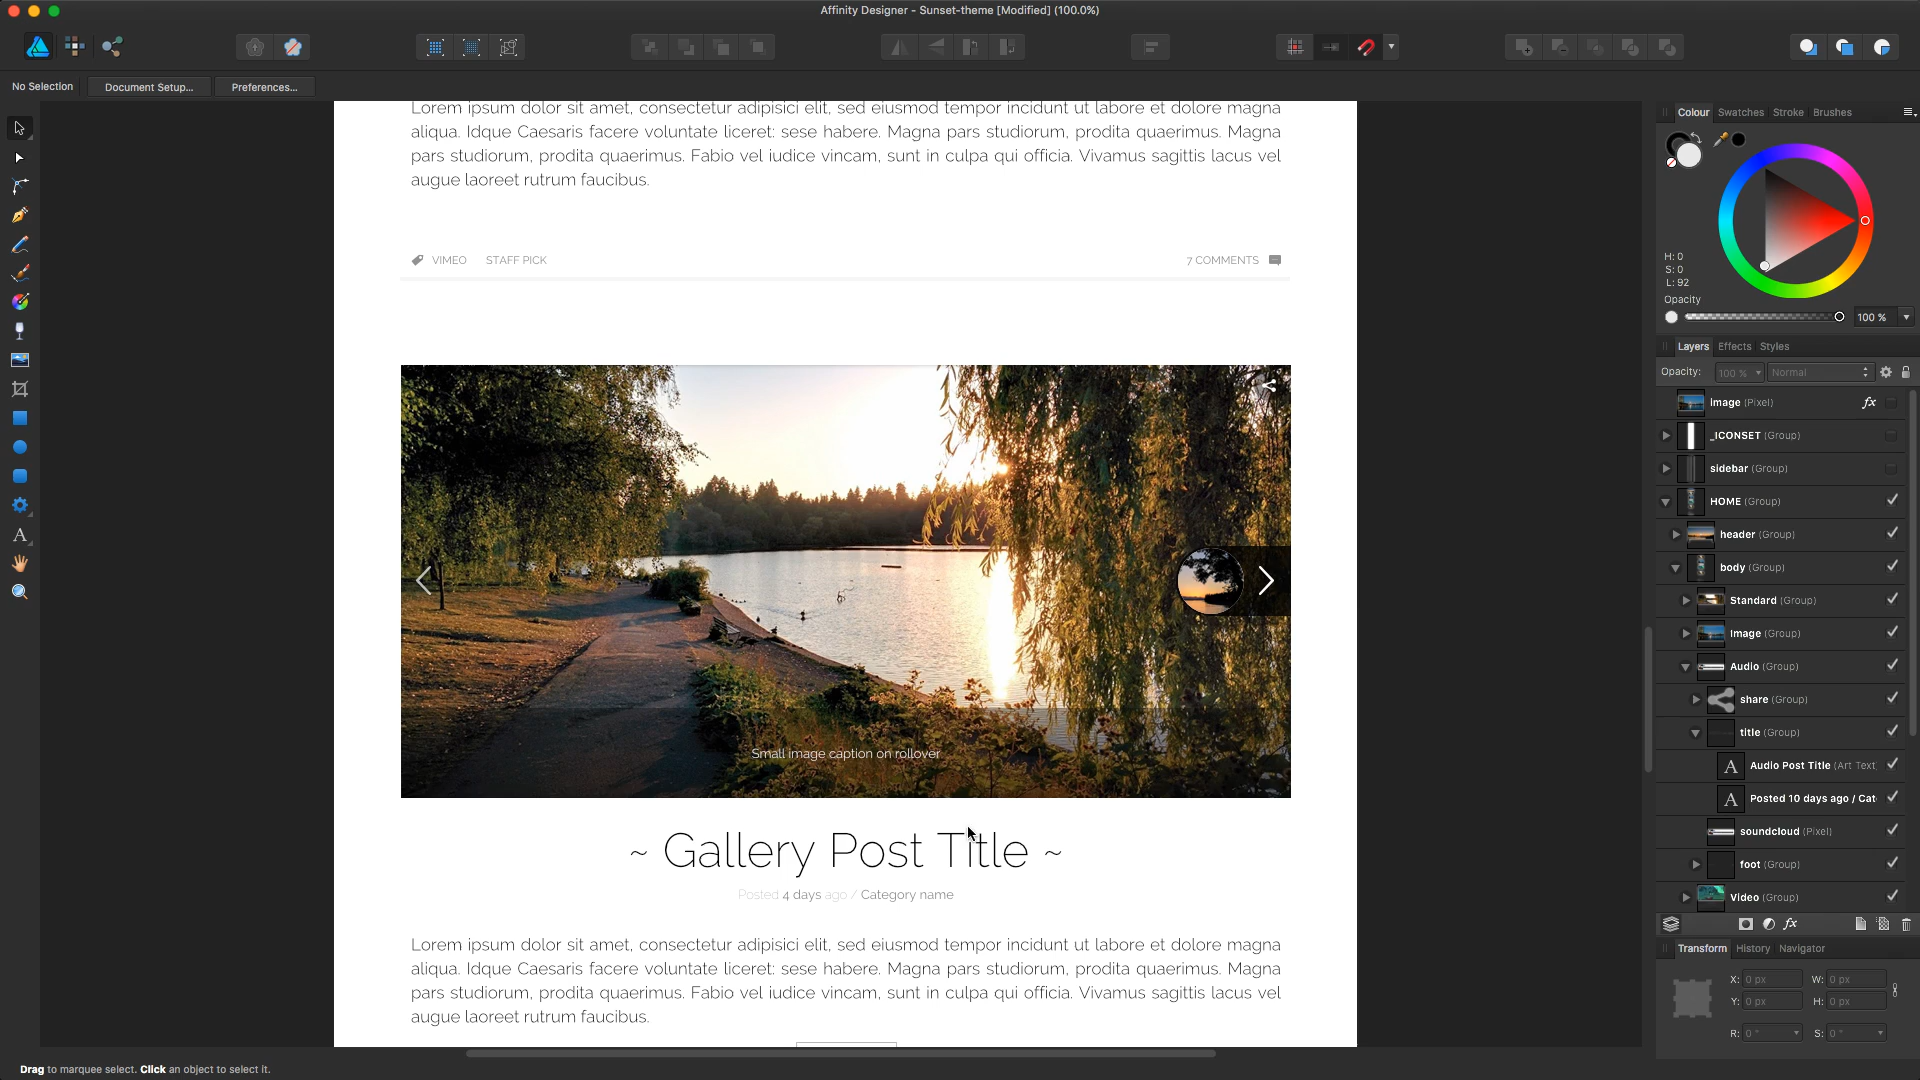 Affinity Designer - Sunset-theme [Modified] (100.0%)
No Selection
Document Setup...
Preferences...
Lorem ipsum dolor sit amet, consectetur adipisici elit, sed eiusmod tempor incidunt ut labore et dolore magna
aliqua. Idque Caesaris facere voluntate liceret: sese habere. Magna pars studiorum, prodita quaerimus. Magna
pars studiorum, prodita quaerimus. Fabio vel iudice vincam, sunt in culpa qui officia. Vivamus sagittis lacus vel
augue laoreet rutrum faucibus.
VIMEO STAFF PICK
7 COMMENTS
Small image caption on rollover
~ Gallery Post Title ~
Posted 4 days ago / Category name
Lorem ipsum dolor sit amet, consectetur adipisici elit, sed eiusmod tempor incidunt ut labore et dolore magna
aliqua. Idque Caesaris facere voluntate liceret: sese habere. Magna pars studiorum, prodita quaerimus. Magna
pars studiorum, prodita quaerimus. Fabio vel iudice vincam, sunt in culpa qui officia. Vivamus sagittis lacus vel
augue laoreet rutrum faucibus.
Colour Swatches Stroke Brushes
H: 0
S: 0
L: 92
Opacity
100 %
Layers Effects Styles
Opacity: 100 % Normal
Image (Pixel) fx
_ICONSET (Group)
sidebar (Group)
HOME (Group)
header (Group)
body (Group)
Standard (Group)
Image (Group)
Audio (Group)
share (Group)
title (Group)
A Audio Post Title (Art Text
A Posted 10 days ago / Cat
soundcloud (Pixel)
foot (Group)
Video (Group)
fx
Transform History Navigator
X: 0 px W: 0 px
Y: 0 px H: 0 px
R: 0 ° S: 0 °
Drag to marquee select. Click an object to select it.